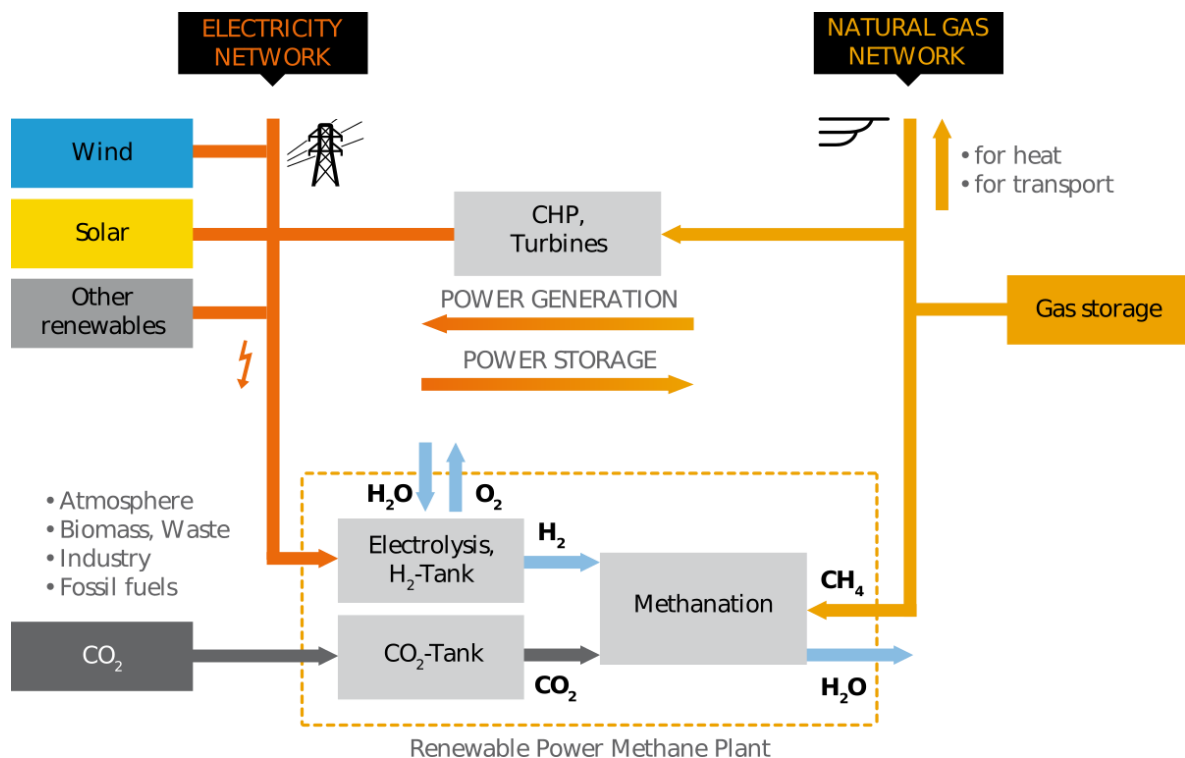 ELECTRICITY
NETWORK
NATURAL GAS
NETWORK
Wind
Solar
Other
renewables
CHP,
Turbines
• for heat
• for transport
Gas storage
POWER GENERATION
POWER STORAGE
• Atmosphere
• Biomass, Waste
• Industry
• Fossil fuels
H₂O
O₂
Electrolysis,
H₂-Tank
H₂
Methanation
CH₄
CO₂
CO₂-Tank
CO₂
H₂O
Renewable Power Methane Plant